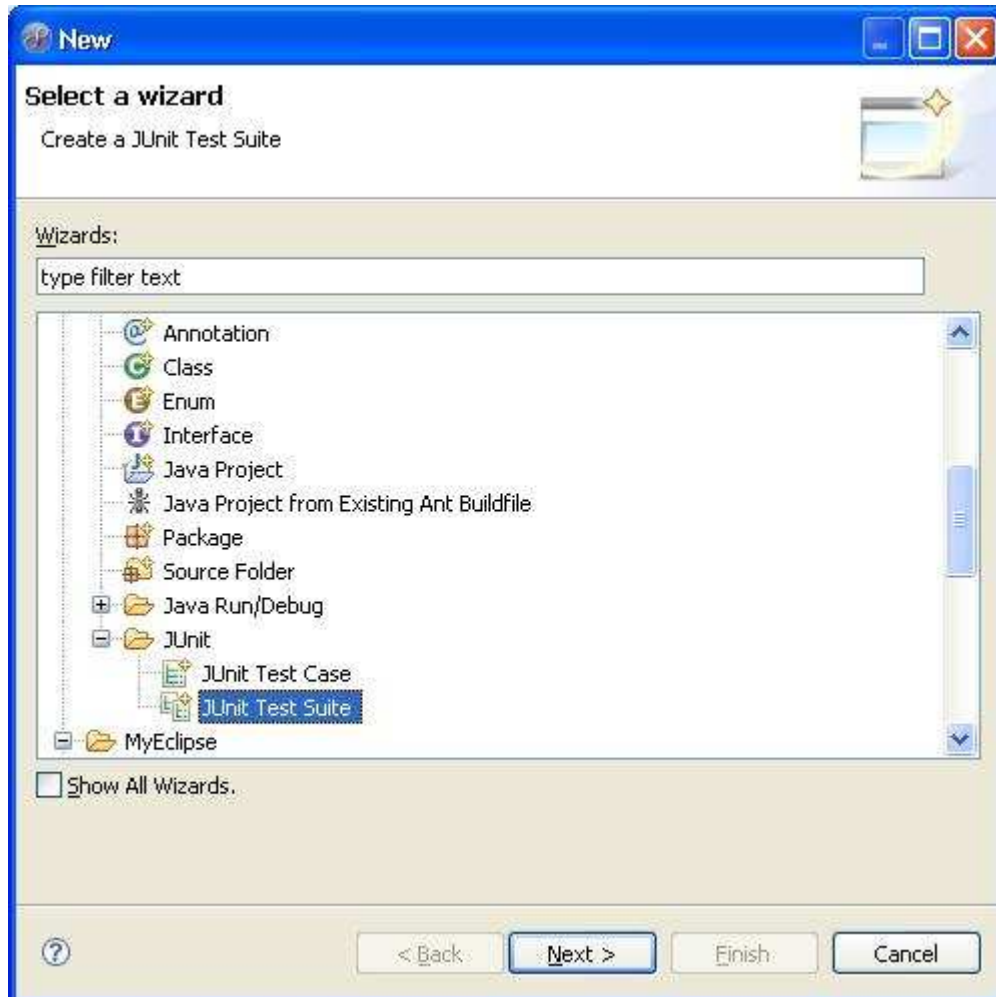 New
Select a wizard
Create a JUnit Test Suite
Wizards:
type filter text
Annotation
Class
Enum
Interface
Java Project
Java Project from Existing Ant Buildfile
Package
Source Folder
Java Run/Debug
JUnit
JUnit Test Case
JUnit Test Suite
MyEclipse
Show All Wizards.
? < Back Next > Finish Cancel